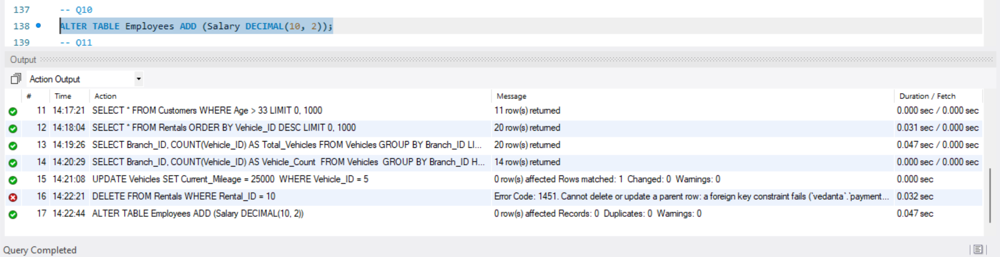 137 -- Q10
138 ALTER TABLE Employees ADD (Salary DECIMAL(10, 2));
139 -- Q11
Output
Action Output
# Time Action Message Duration / Fetch
11 14:17:21 SELECT * FROM Customers WHERE Age > 33 LIMIT 0, 1000 11 row(s) returned 0.000 sec / 0.000 sec
12 14:18:04 SELECT * FROM Rentals ORDER BY Vehicle_ID DESC LIMIT 0, 1000 20 row(s) returned 0.031 sec / 0.000 sec
13 14:19:26 SELECT Branch_ID, COUNT(Vehicle_ID) AS Total_Vehicles FROM Vehicles GROUP BY Branch_ID LI... 20 row(s) returned 0.047 sec / 0.000 sec
14 14:20:29 SELECT Branch_ID, COUNT(Vehicle_ID) AS Vehicle_Count FROM Vehicles GROUP BY Branch_ID H... 14 row(s) returned 0.000 sec / 0.000 sec
15 14:21:08 UPDATE Vehicles SET Current_Mileage = 25000 WHERE Vehicle_ID = 5 0 row(s) affected Rows matched: 1 Changed: 0 Warnings: 0 0.000 sec
16 14:22:21 DELETE FROM Rentals WHERE Rental_ID = 10 Error Code: 1451. Cannot delete or update a parent row: a foreign key constraint fails (`vedanta`.`payment... 0.032 sec
17 14:22:44 ALTER TABLE Employees ADD (Salary DECIMAL(10, 2)) 0 row(s) affected Records: 0 Duplicates: 0 Warnings: 0 0.047 sec
Query Completed